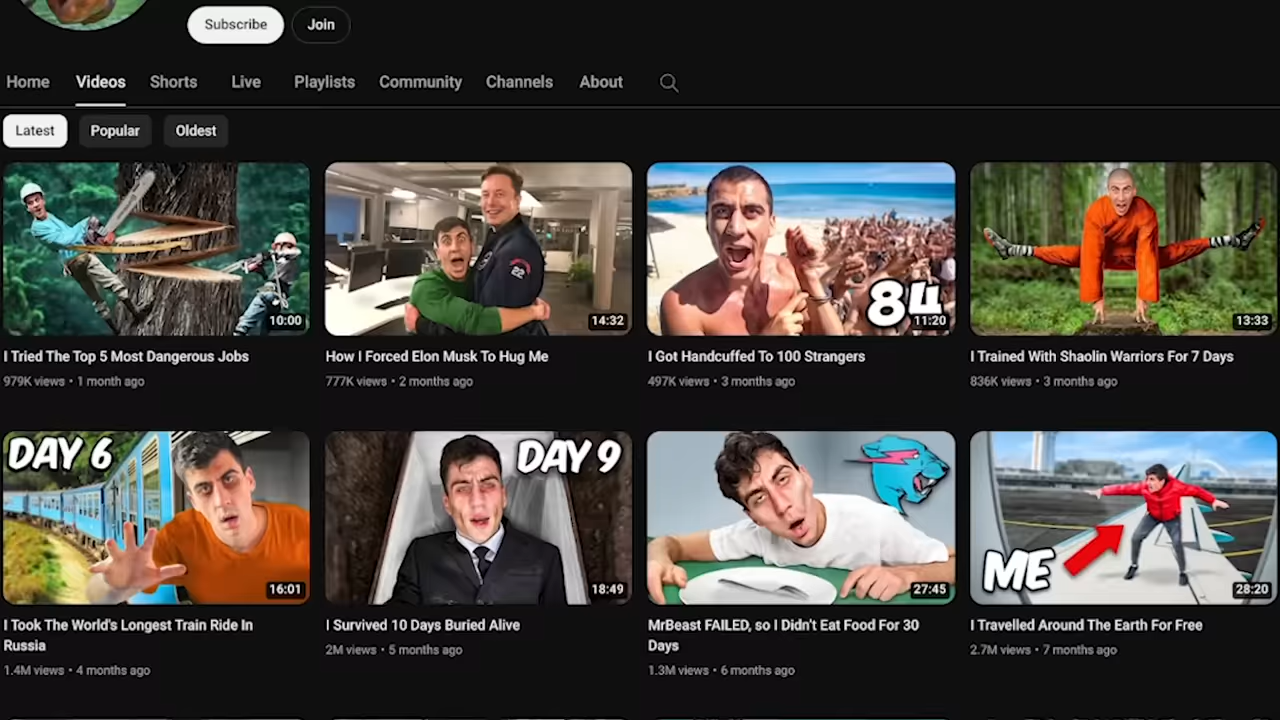 Subscribe
Join
Home
Videos
Shorts
Live
Playlists
Community
Channels
About
Latest
Popular
Oldest
10:00
22
14:32
84
11:20
13:33
I Tried The Top 5 Most Dangerous Jobs
How I Forced Elon Musk To Hug Me
I Got Handcuffed To 100 Strangers
I Trained With Shaolin Warriors For 7 Days
979K views • 1 month ago
777K views • 2 months ago
497K views • 3 months ago
836K views • 3 months ago
DAY 6
16:01
DAY 9
18:49
27:45
ME
28:20
I Took The World's Longest Train Ride In
Russia
I Survived 10 Days Buried Alive
MrBeast FAILED, so I Didn't Eat Food For 30
Days
I Travelled Around The Earth For Free
1.4M views • 4 months ago
2M views • 5 months ago
1.3M views • 6 months ago
2.7M views • 7 months ago